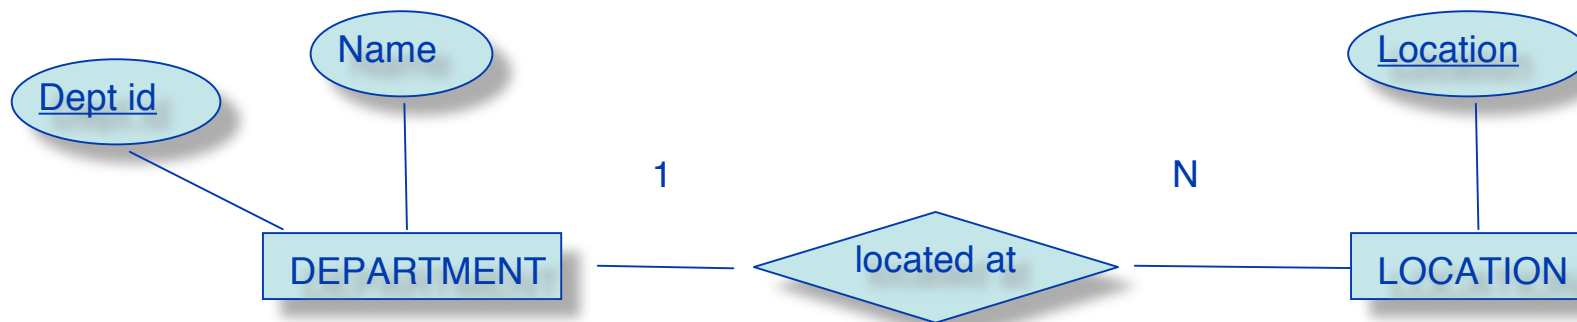 Name
Location
Dept id
1
N
located at
DEPARTMENT
LOCATION